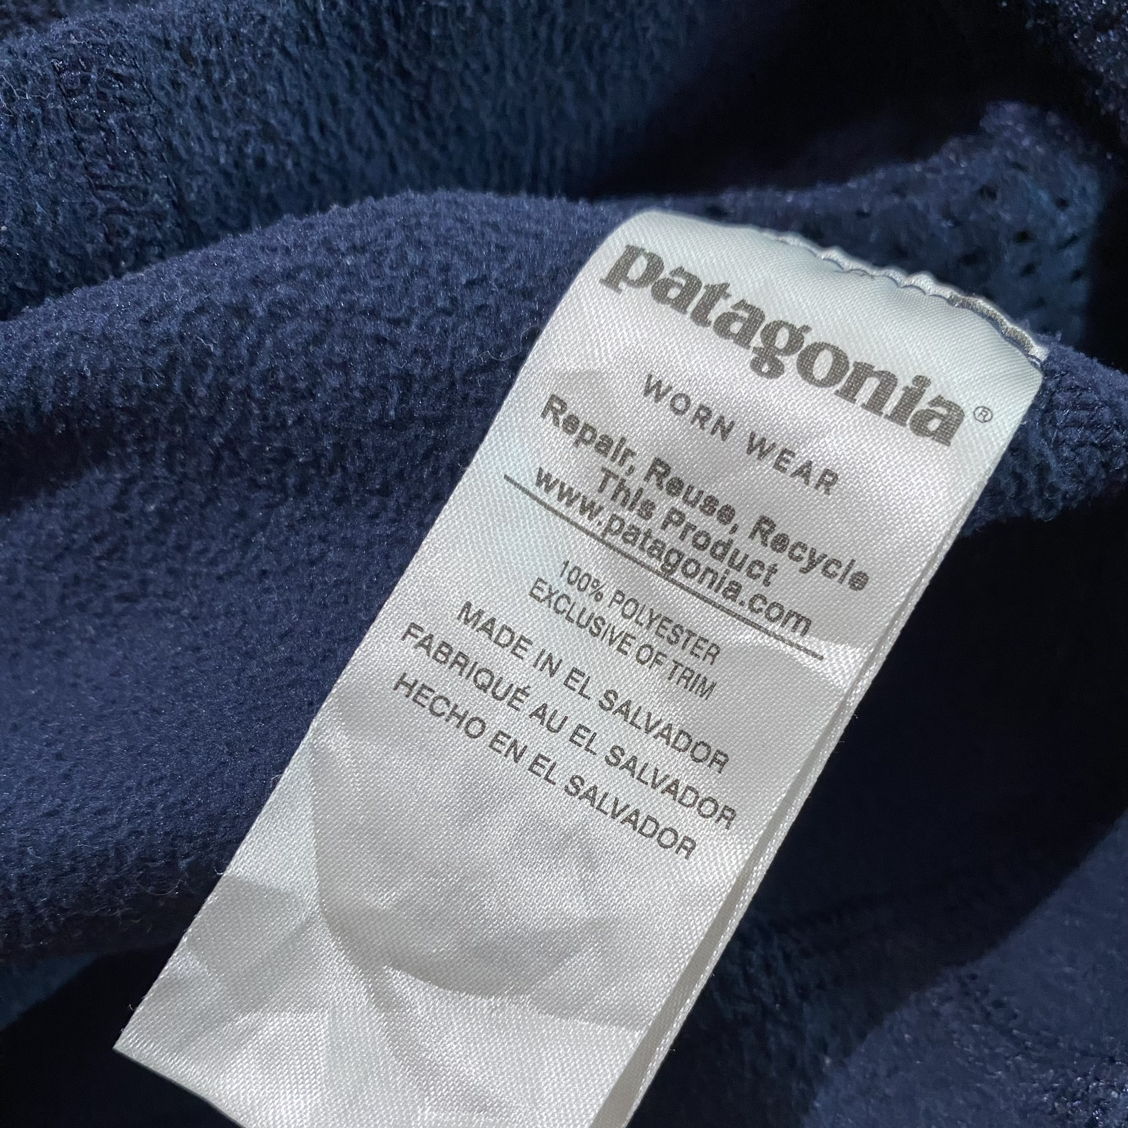 patagonia®
WORN WEAR
Repair, Reuse, Recycle
This Product
www.patagonia.com
100% POLYESTER
EXCLUSIVE OF TRIM
MADE IN EL SALVADOR
FABRIQUÉ AU EL SALVADOR
HECHO EN EL SALVADOR